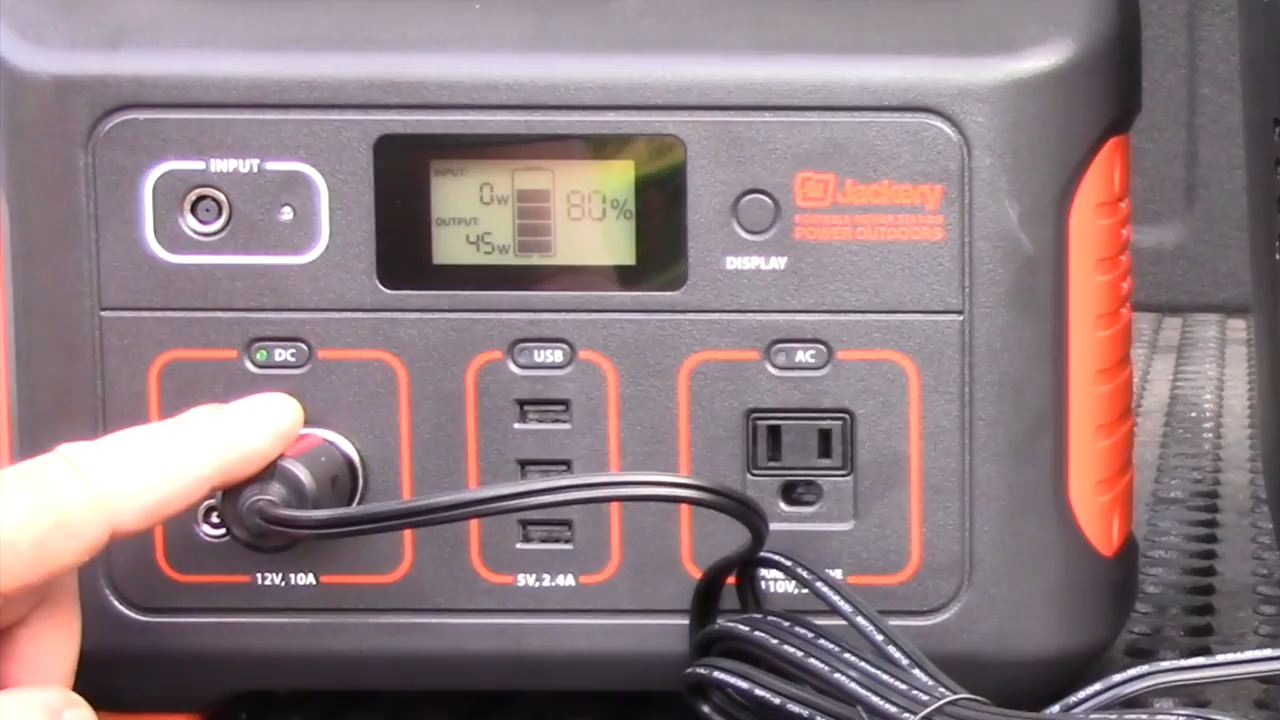 INPUT
INPUT:
0W
OUTPUT:
45W
80%
DISPLAY
Jackery
PORTABLE POWER STATION
POWER OUTDOORS
DC
USB
AC
12V, 10A
5V, 2.4A
PURE
110V,